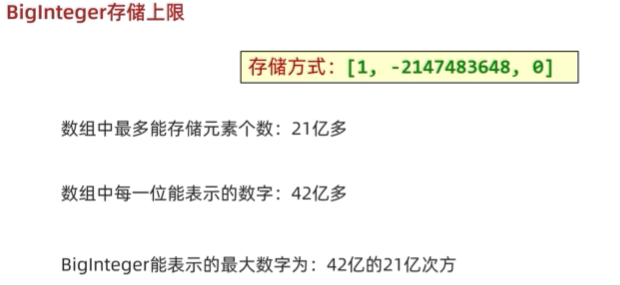 BigInteger存储上限
存储方式：[1, -2147483648, 0]
数组中最多能存储元素个数：21亿多
数组中每一位能表示的数字：42亿多
BigInteger能表示的最大数字为：42亿的21亿次方